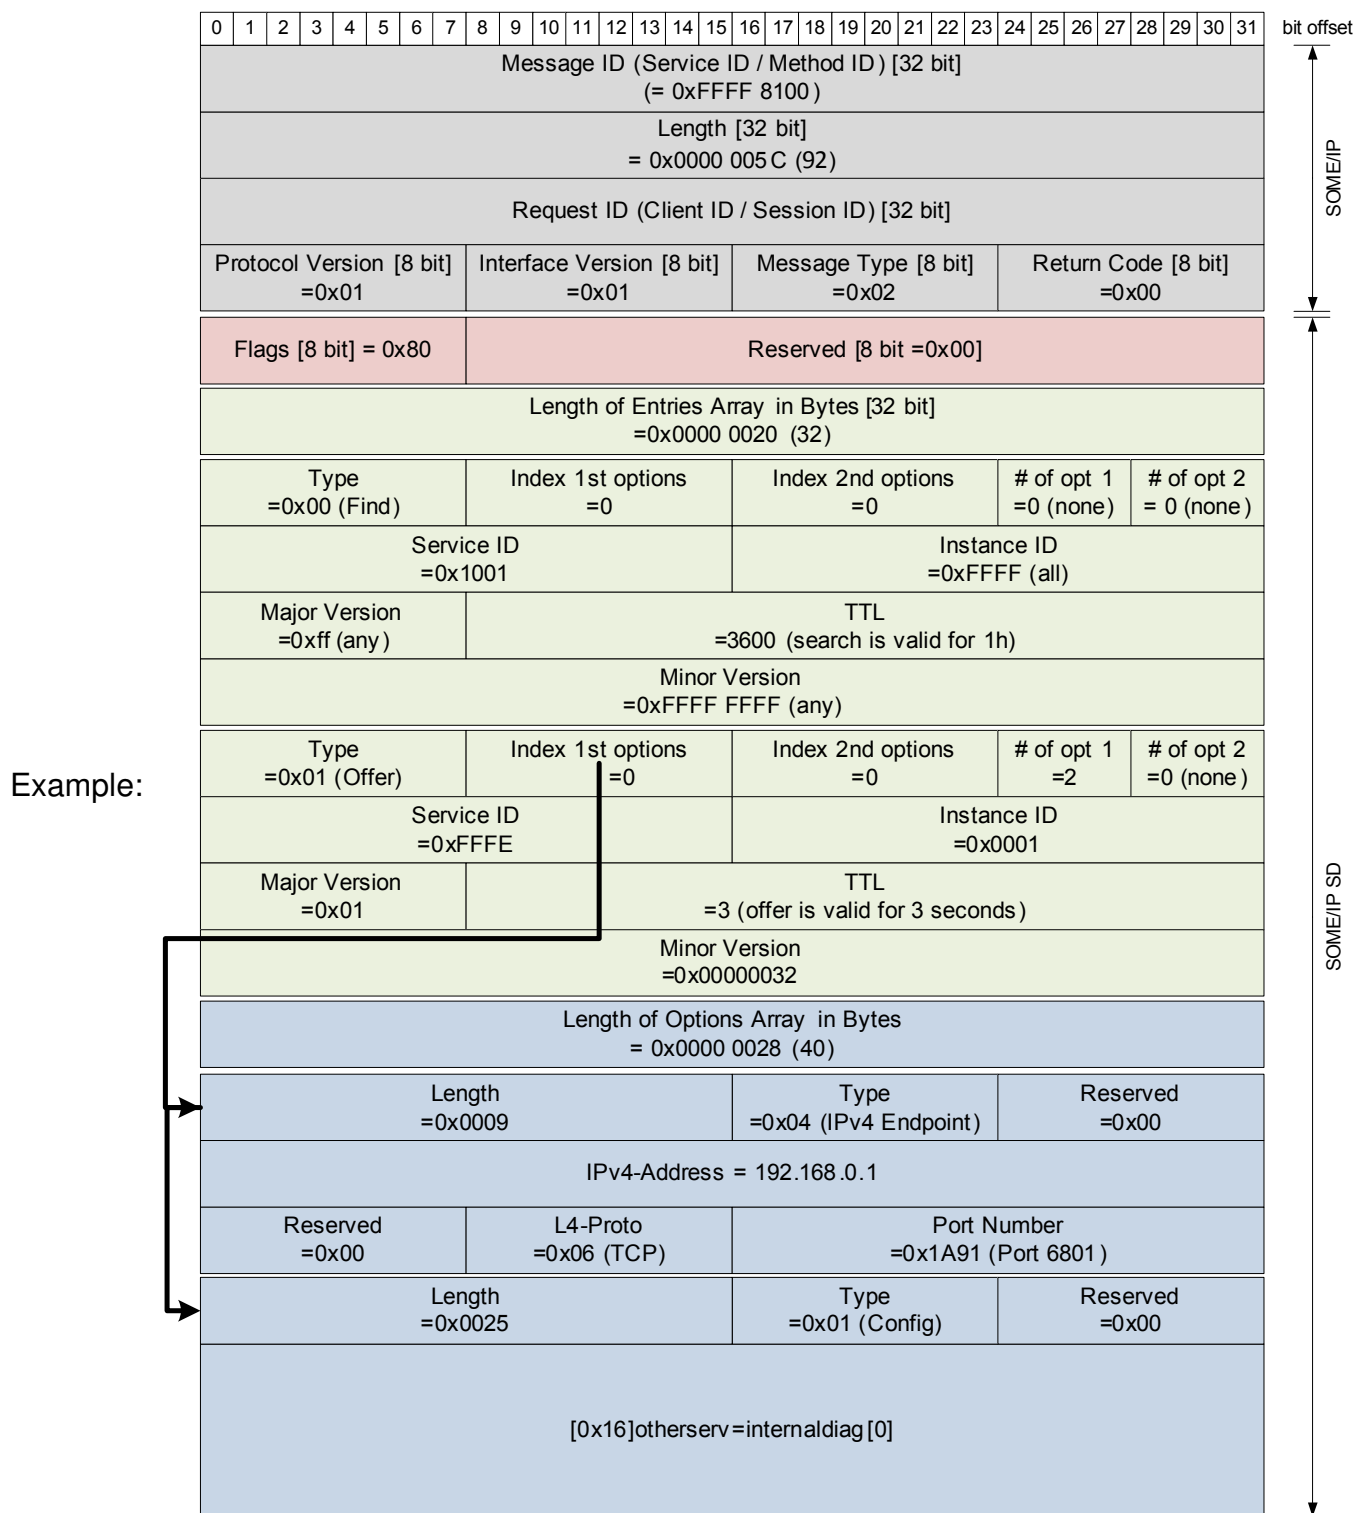 0 1 2 3 4 5 6 7 8 9 10 11 12 13 14 15 16 17 18 19 20 21 22 23 24 25 26 27 28 29 30 31 bit offset
Message ID (Service ID / Method ID) [32 bit]
(= 0xFFFF 8100)
Length [32 bit]
= 0x0000 005C (92)
Request ID (Client ID / Session ID) [32 bit]
Protocol Version [8 bit] Interface Version [8 bit] Message Type [8 bit] Return Code [8 bit]
=0x01 =0x01 =0x02 =0x00
SOME/IP
Flags [8 bit] = 0x80 Reserved [8 bit =0x00]
Length of Entries Array in Bytes [32 bit]
=0x0000 0020 (32)
Type Index 1st options Index 2nd options # of opt 1 # of opt 2
=0x00 (Find) =0 =0 =0 (none) = 0 (none)
Service ID Instance ID
=0x1001 =0xFFFF (all)
Major Version TTL
=0xff (any) =3600 (search is valid for 1h)
Minor Version
=0xFFFF FFFF (any)
Type Index 1st options Index 2nd options # of opt 1 # of opt 2
=0x01 (Offer) =0 =0 =2 =0 (none)
Example:
Service ID Instance ID
=0xFFFE =0x0001
Major Version TTL
=0x01 =3 (offer is valid for 3 seconds)
Minor Version
=0x00000032
SOME/IP SD
Length of Options Array in Bytes
= 0x0000 0028 (40)
Length Type Reserved
=0x0009 =0x04 (IPv4 Endpoint) =0x00
IPv4-Address = 192.168.0.1
Reserved L4-Proto Port Number
=0x00 =0x06 (TCP) =0x1A91 (Port 6801)
Length Type Reserved
=0x0025 =0x01 (Config) =0x00
[0x16]otherserv=internaldiag[0]